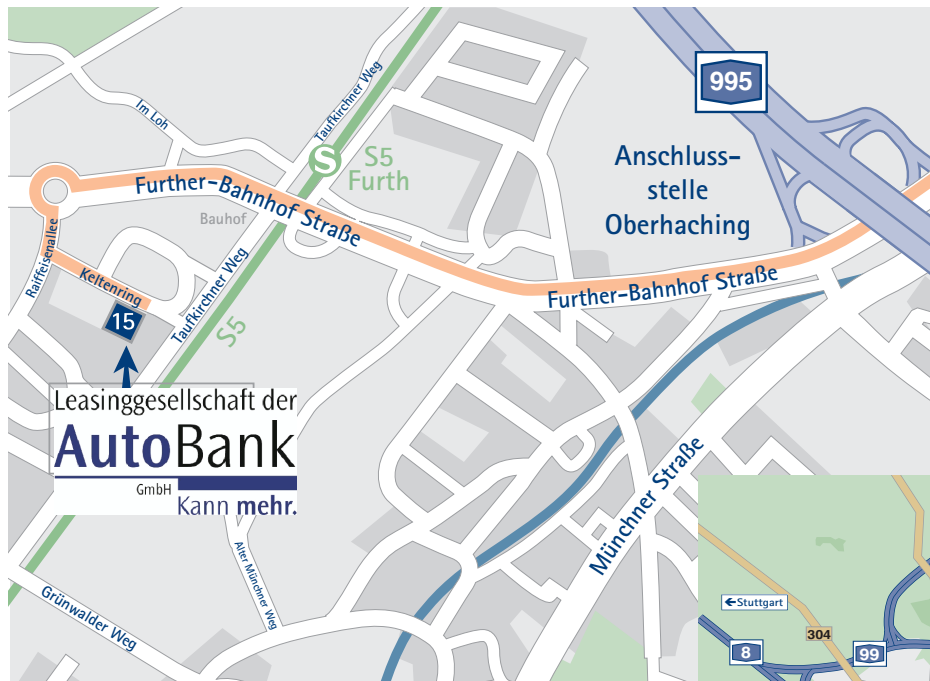 995
Taufkirchner Weg
Im Loh
S
S5
Furth
Anschluss-
stelle
Oberhaching
Further-Bahnhof Straße
Bauhof
Raiffeisenallee
Keltenring
Taufkirchner Weg
Further-Bahnhof Straße
15
S5
Leasinggesellschaft der
AutoBank
GmbH
Kann mehr.
Münchner Straße
Alter Münchner Weg
Grünwalder Weg
Stuttgart
304
8
99